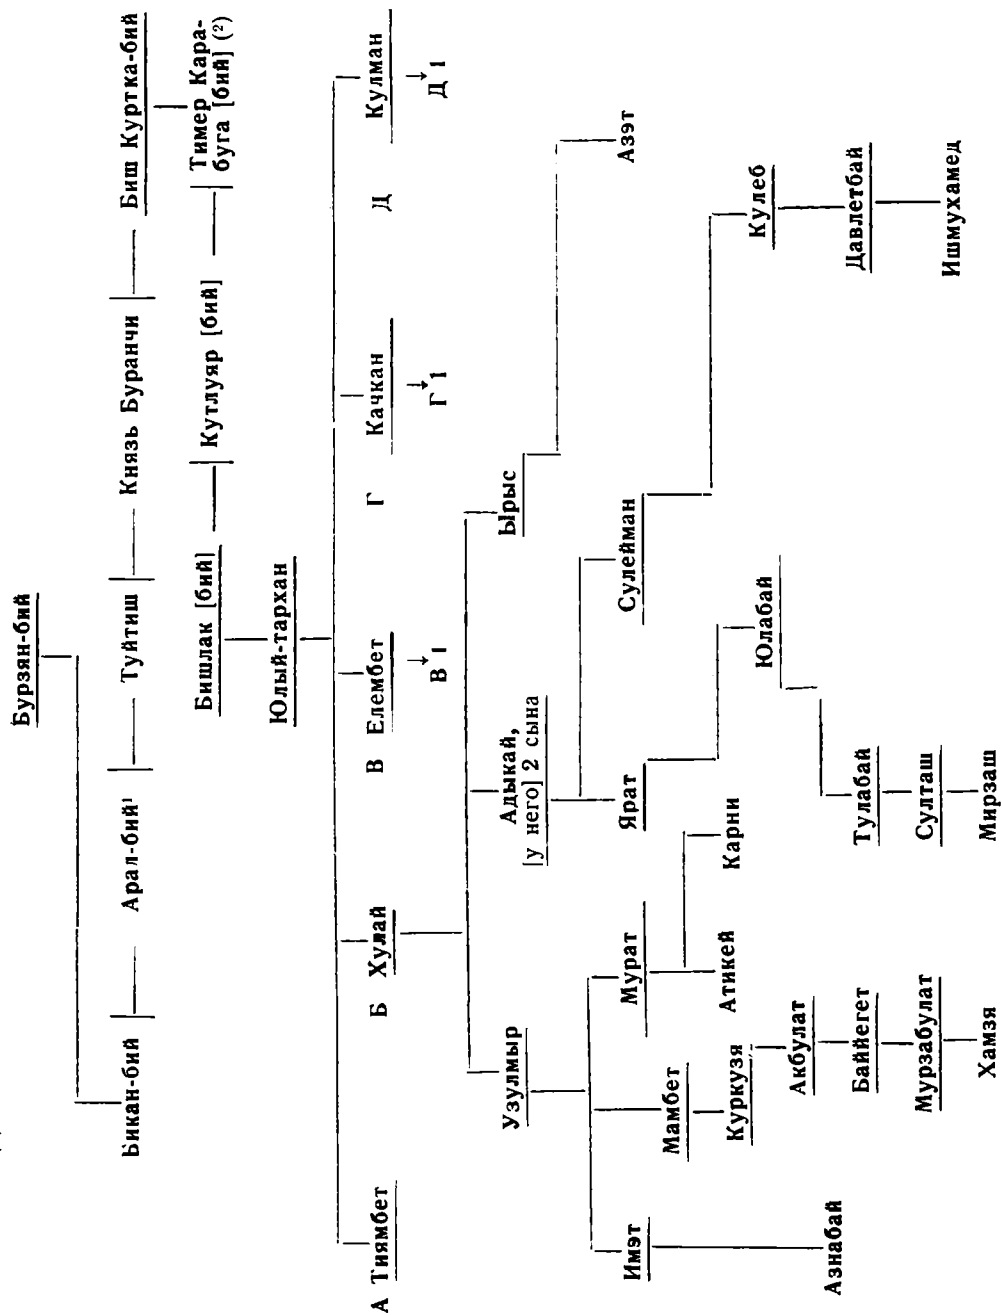 Бурзян-бий
Бикан-бий
Арал-бий¹
Туйтиш
Князь Буранчи
Биш Куртка-бий
Бишлак [бий]
Кутлуяр [бий]
Тимер Кара-
буга [бий] (²)
Юлый-тархан
А Тиямбет
Б Хулай
В Елембет
Г Качкан
Д Кулман
В 1
Г 1
Д 1
Узулмыр
Адыкай,
[у него] 2 сына
Ырыс
Имэт
Мамбет
Мурат
Ярат
Сулейман
Азэт
Куркузя
Атикей
Карни
Юлабай
Кулеб
Азнабай
Акбулат
Баййегет
Мурзабулат
Хамзя
Тулабай
Султаш
Мирзаш
Давлетбай
Ишмухамед